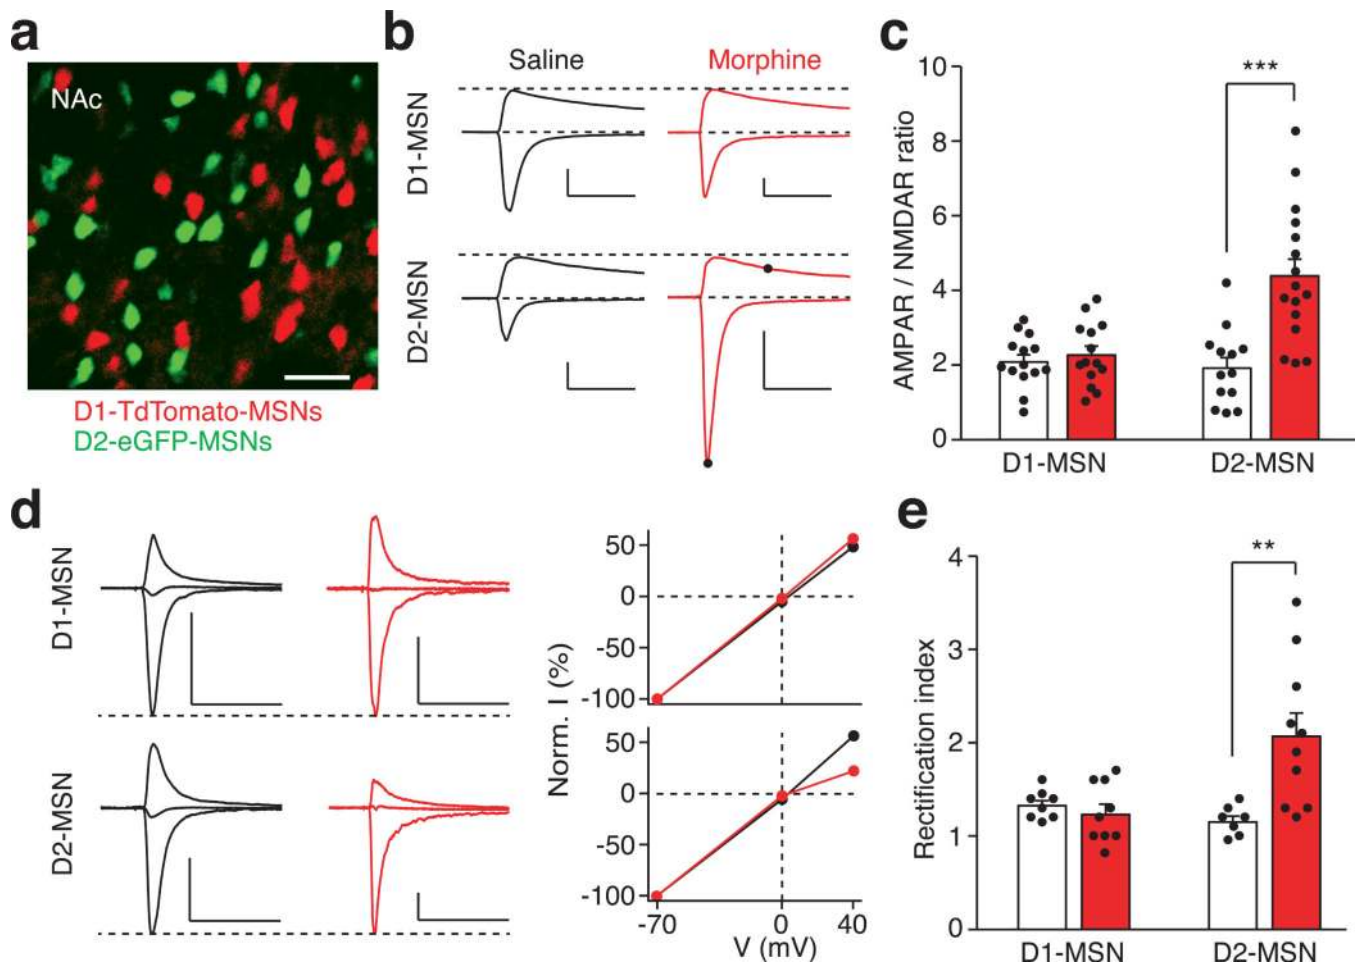 a
NAc
D1-TdTomato-MSNs
D2-eGFP-MSNs
b
Saline
Morphine
D1-MSN
D2-MSN
c
AMPAR / NMDAR ratio
10
8
6
4
2
0
***
D1-MSN
D2-MSN
d
D1-MSN
D2-MSN
Norm. I (%)
50
0
-50
-100
50
0
-50
-100
-70
0
40
V (mV)
e
Rectification index
4
3
2
1
0
**
D1-MSN
D2-MSN